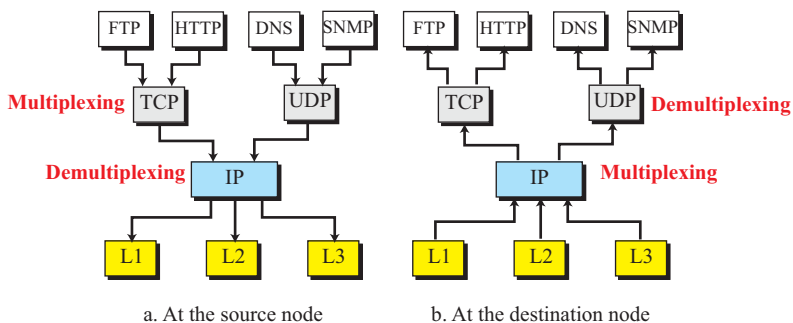 FTP HTTP DNS SNMP
Multiplexing TCP UDP
Demultiplexing IP
L1 L2 L3
a. At the source node
FTP HTTP DNS SNMP
TCP UDP Demultiplexing
IP Multiplexing
L1 L2 L3
b. At the destination node